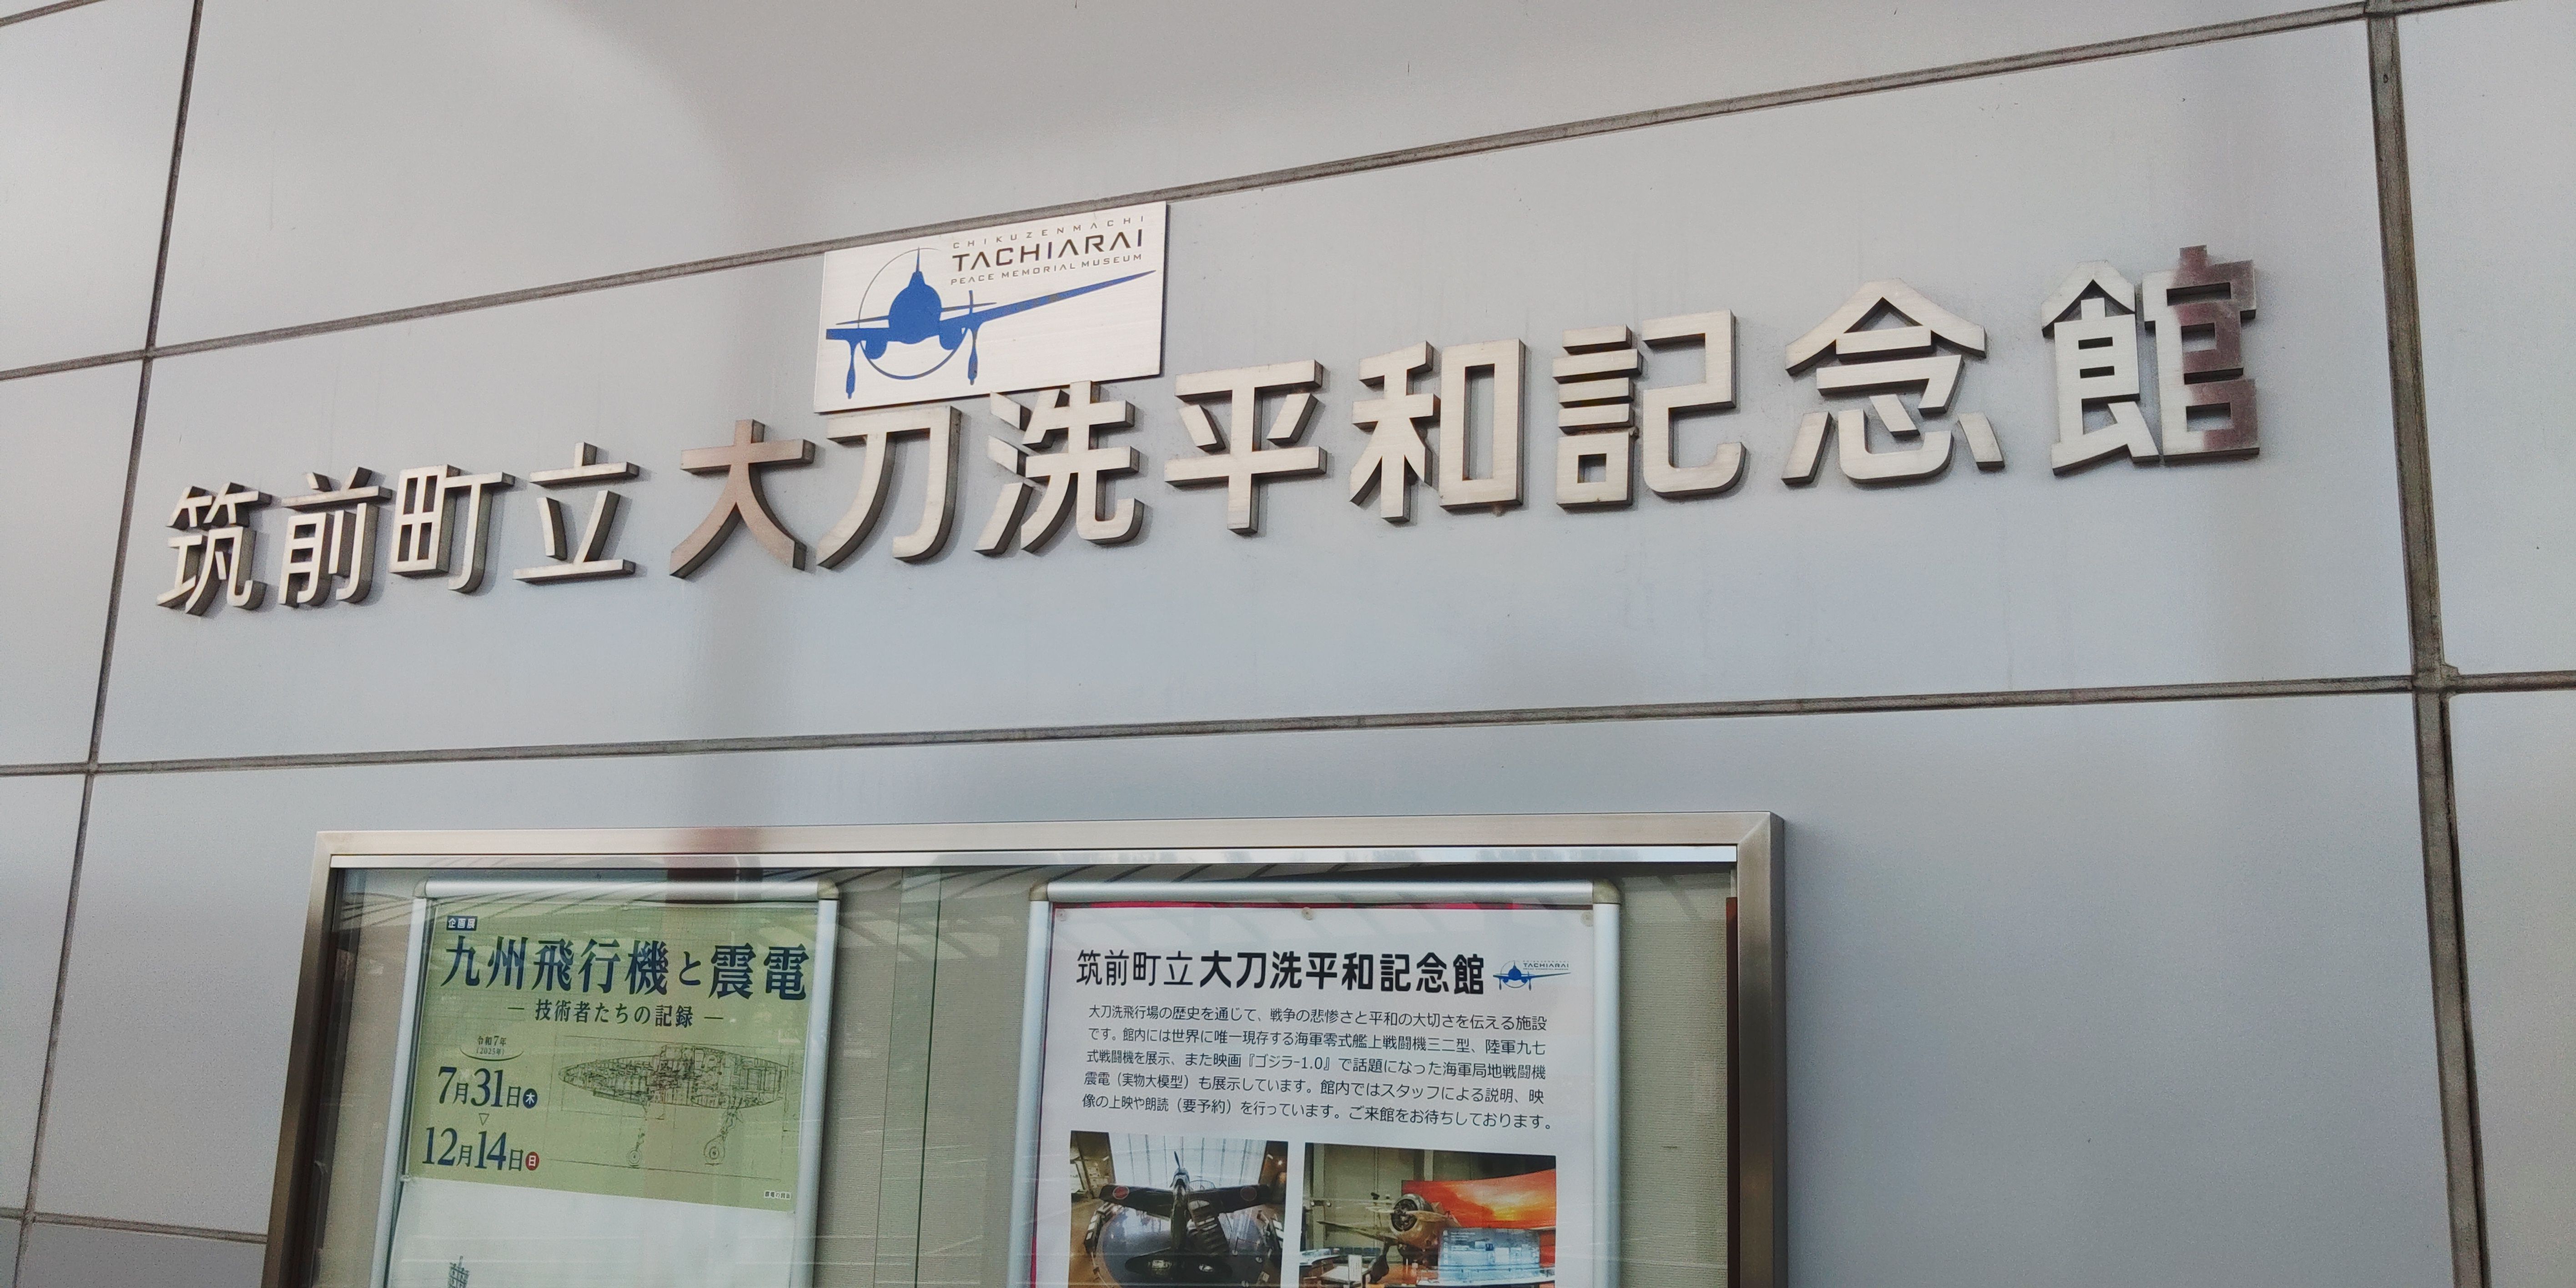 CHIKUZENMACHI
TACHIARAI
PEACE MEMORIAL MUSEUM
筑前町立大刀洗平和記念館
企画展
九州飛行機と震電
― 技術者たちの記録 ―
令和7年
(2025年)
7月31日木
▽
12月14日日
筑前町立大刀洗平和記念館
TACHIARAI
大刀洗飛行場の歴史を通じて、戦争の悲惨さと平和の大切さを伝える施設
です。館内には世界に唯一現存する海軍零式艦上戦闘機三二型、陸軍九七
式戦闘機を展示、また映画『ゴジラ-1.0』で話題になった海軍局地戦闘機
震電（実物大模型）も展示しています。館内ではスタッフによる説明、映
像の上映や朗読（要予約）を行っています。ご来館をお待ちしております。